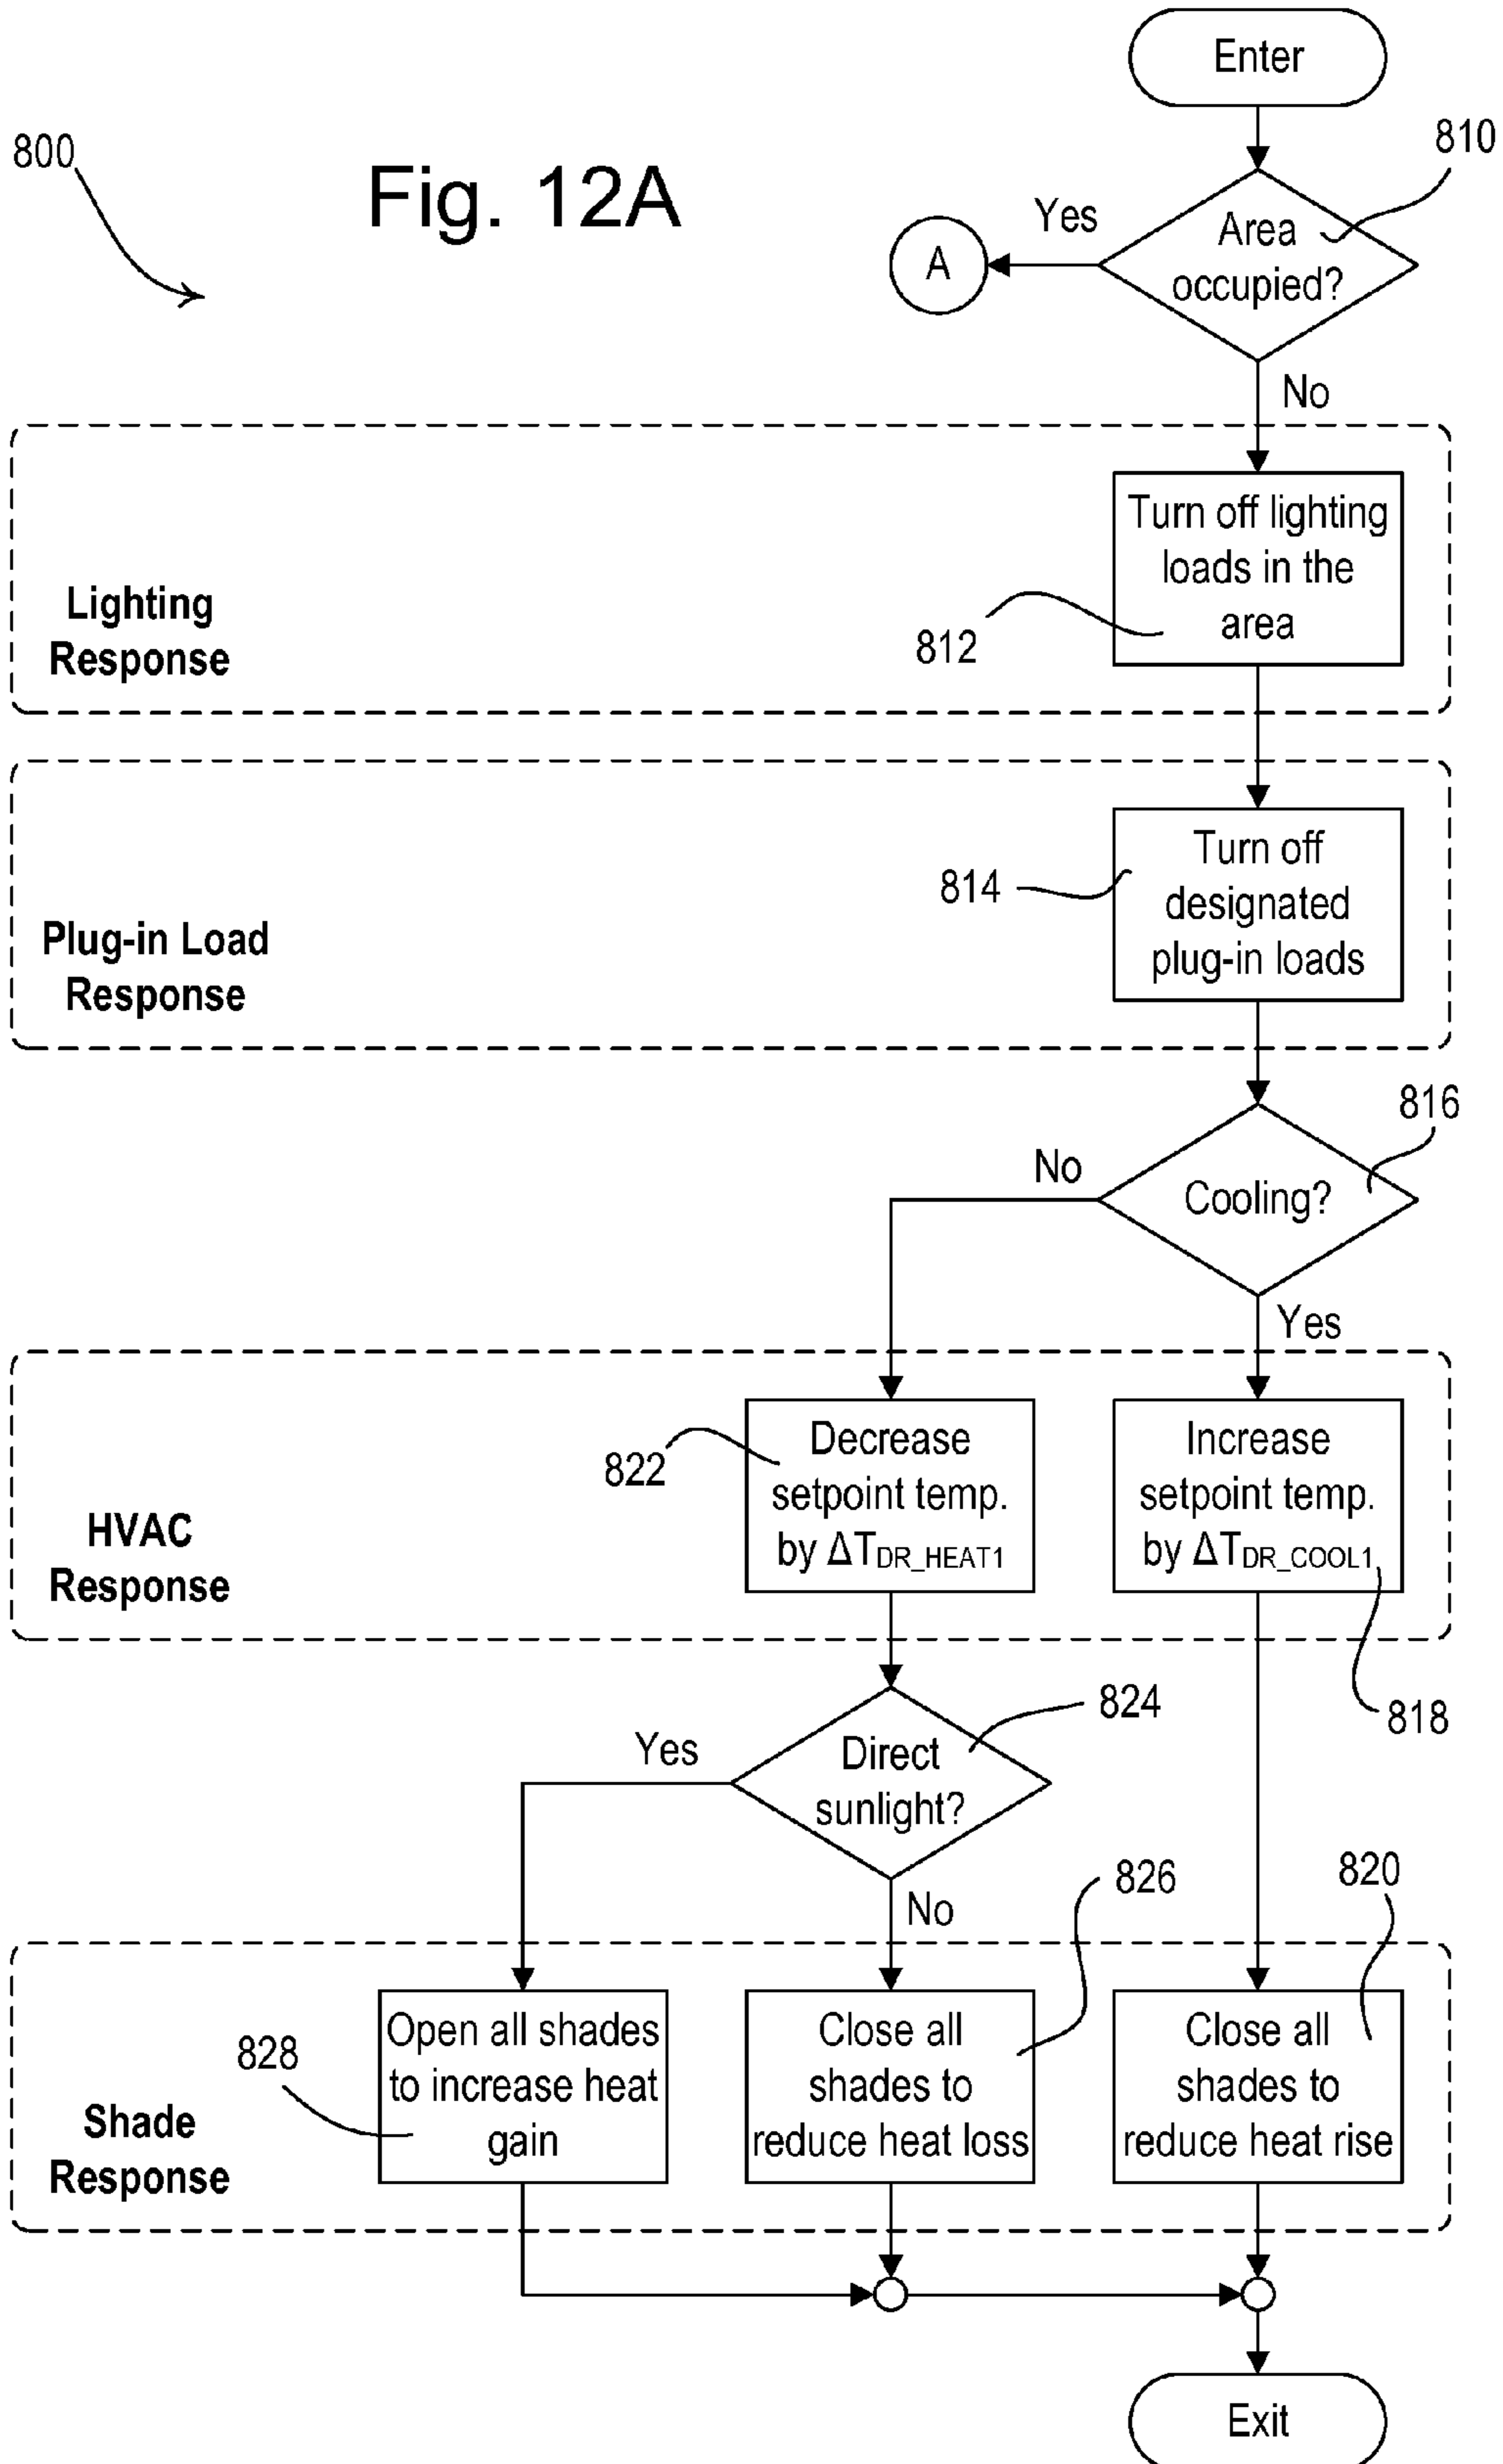 Enter
800
Fig. 12A
810
Yes
A
Area
occupied?
No
Turn off lighting
loads in the
area
812
Lighting
Response
Turn off
designated
plug-in loads
814
Plug-in Load
Response
816
No
Cooling?
Yes
Decrease
setpoint temp.
by ΔTDR_HEAT1
822
Increase
setpoint temp.
by ΔTDR_COOL1
HVAC
Response
818
824
Yes
Direct
sunlight?
No
826
820
Open all shades
to increase heat
gain
828
Close all
shades to
reduce heat loss
Close all
shades to
reduce heat rise
Shade
Response
Exit